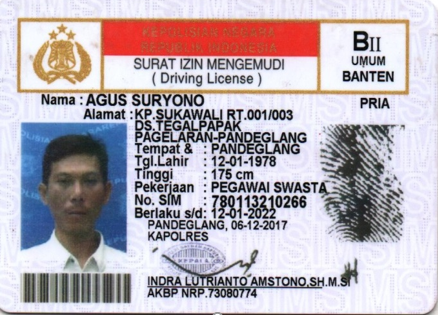 KEPOLISIAN NEGARA
REPUBLIK INDONESIA
SURAT IZIN MENGEMUDI
( Driving License )
BII
UMUM
BANTEN
Nama : AGUS SURYONO
PRIA
Alamat : KP.SUKAWALI RT.001/003
DS.TEGALPAPAK
PAGELARAN-PANDEGLANG
Tempat & : PANDEGLANG
Tgl.Lahir : 12-01-1978
Tinggi : 175 cm
Pekerjaan : PEGAWAI SWASTA
No. SIM : 780113210266
Berlaku s/d : 12-01-2022
PANDEGLANG, 06-12-2017
KAPOLRES
INDRA LUTRIANTO AMSTONO,SH.M.SI
AKBP NRP.73080774